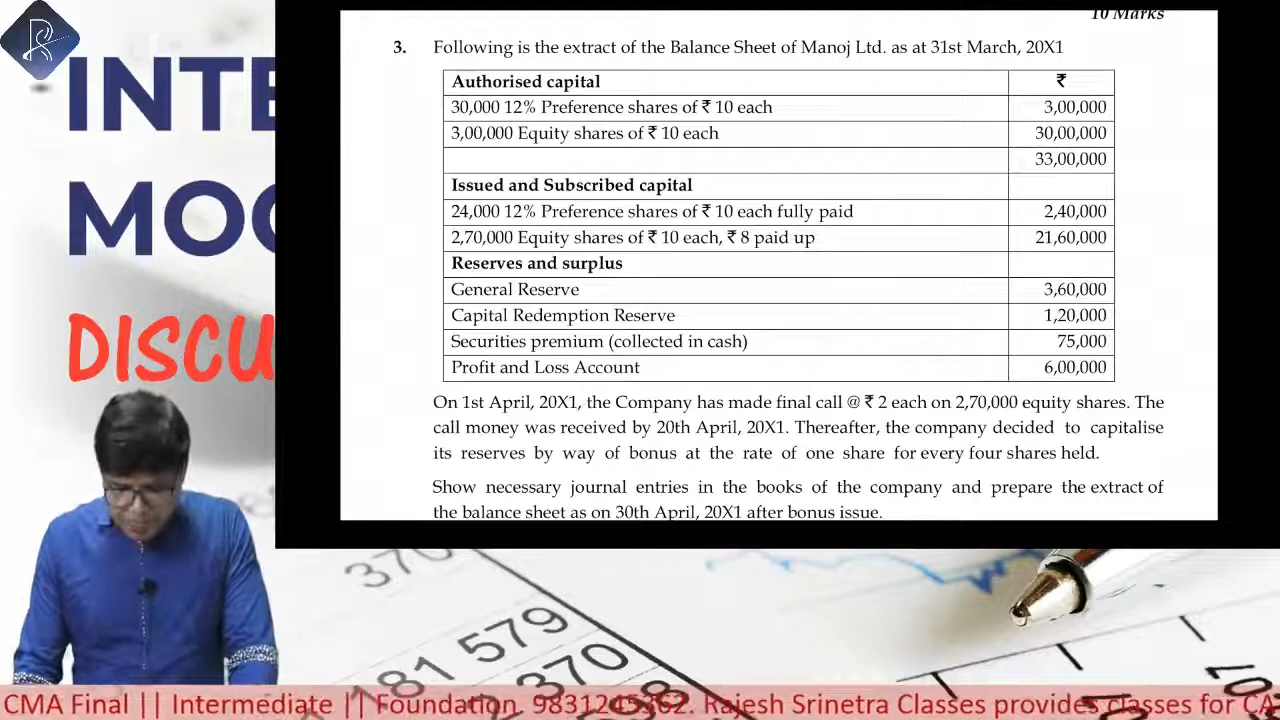 10 Marks
INTE
MOC
DISCU
3. Following is the extract of the Balance Sheet of Manoj Ltd. as at 31st March, 20X1
Authorised capital ₹
30,000 12% Preference shares of ₹ 10 each 3,00,000
3,00,000 Equity shares of ₹ 10 each 30,00,000
33,00,000
Issued and Subscribed capital
24,000 12% Preference shares of ₹ 10 each fully paid 2,40,000
2,70,000 Equity shares of ₹ 10 each, ₹ 8 paid up 21,60,000
Reserves and surplus
General Reserve 3,60,000
Capital Redemption Reserve 1,20,000
Securities premium (collected in cash) 75,000
Profit and Loss Account 6,00,000
On 1st April, 20X1, the Company has made final call @ ₹ 2 each on 2,70,000 equity shares. The
call money was received by 20th April, 20X1. Thereafter, the company decided to capitalise
its reserves by way of bonus at the rate of one share for every four shares held.
Show necessary journal entries in the books of the company and prepare the extract of
the balance sheet as on 30th April, 20X1 after bonus issue.
370
181 579
370
CMA Final || Intermediate || Foundation. 9831245362. Rajesh Srinetra Classes provides classes for CA